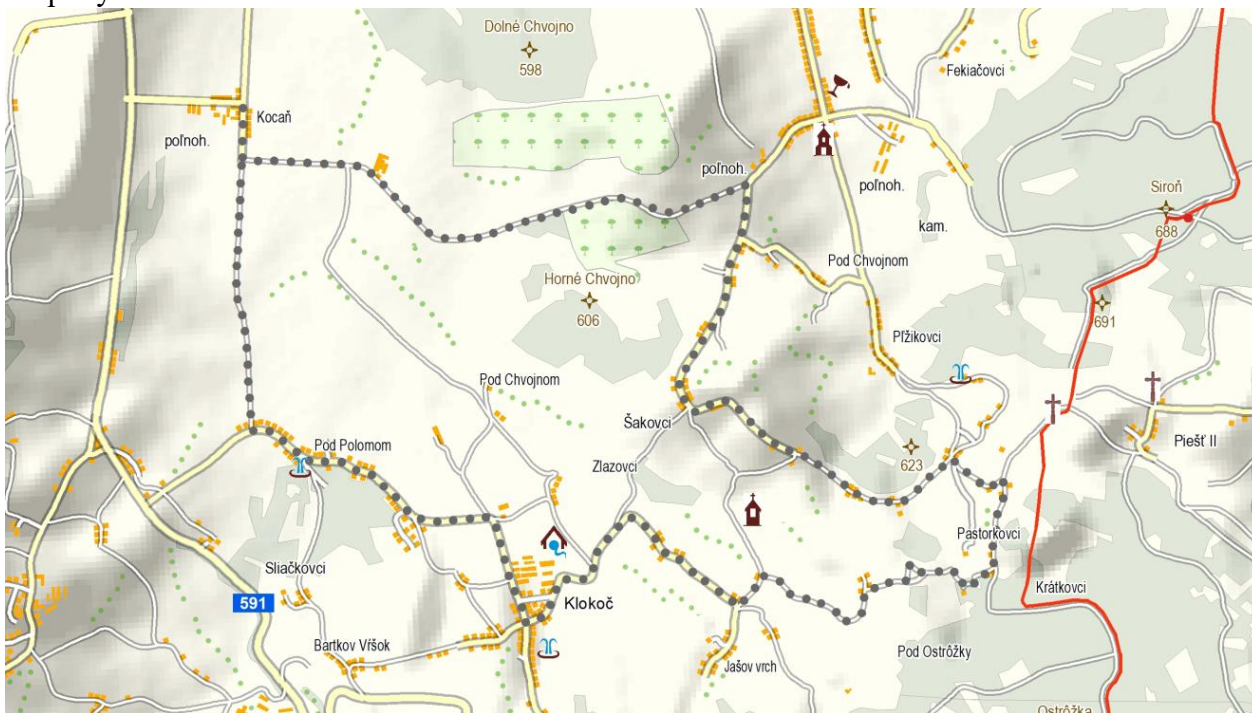 Dolné Chvojno
598
Fekiačovci
Kocaň
poľnoh.
poľnoh.
poľnoh.
Siroň
688
kam.
Pod Chvojnom
Horné Chvojno
606
691
Pľžikovci
Pod Chvojnom
Šakovci
Piešť II
Pod Polomom
623
Zlazovci
Pastorkovci
Sliačkovci
Krátkovci
591
Klokoč
Bartkov Vŕšok
Pod Ostrôžky
Jašov vrch
Ostrôžka